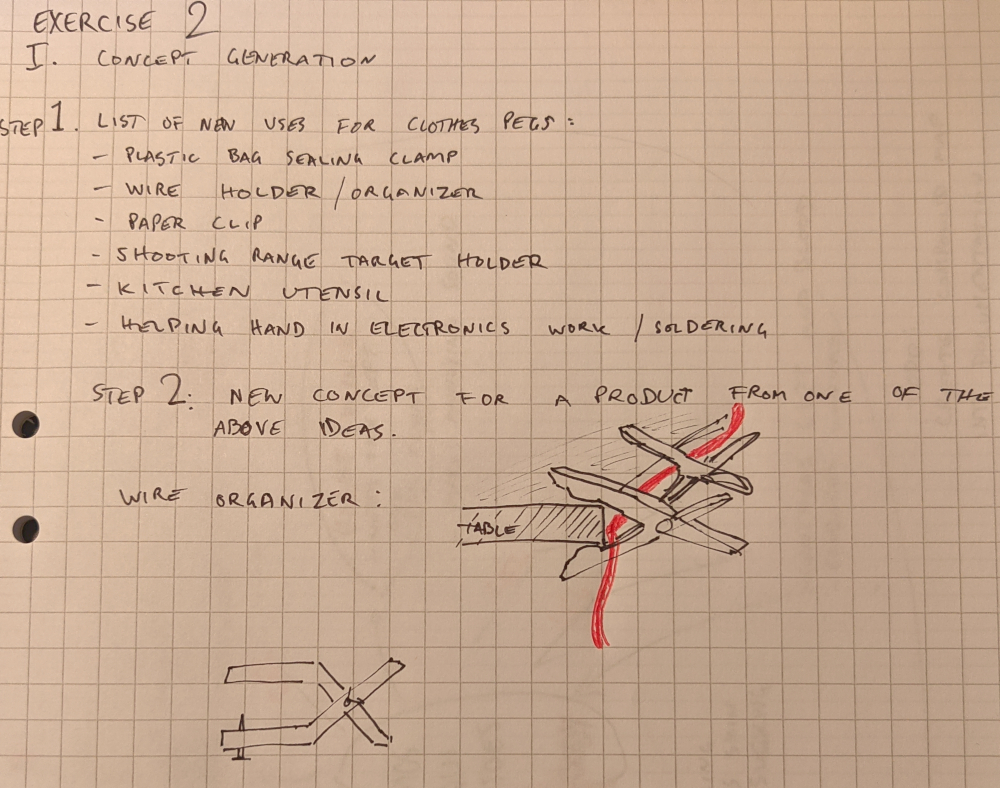 EXERCISE 2
I. CONCEPT GENERATION
STEP 1. LIST OF NEW USES FOR CLOTHES PEGS:
- PLASTIC BAG SEALING CLAMP
- WIRE HOLDER / ORGANIZER
- PAPER CLIP
- SHOOTING RANGE TARGET HOLDER
- KITCHEN UTENSIL
- HELPING HAND IN ELECTRONICS WORK / SOLDERING
STEP 2: NEW CONCEPT FOR A PRODUCT FROM ONE OF THE
ABOVE IDEAS.
WIRE ORGANIZER:
TABLE